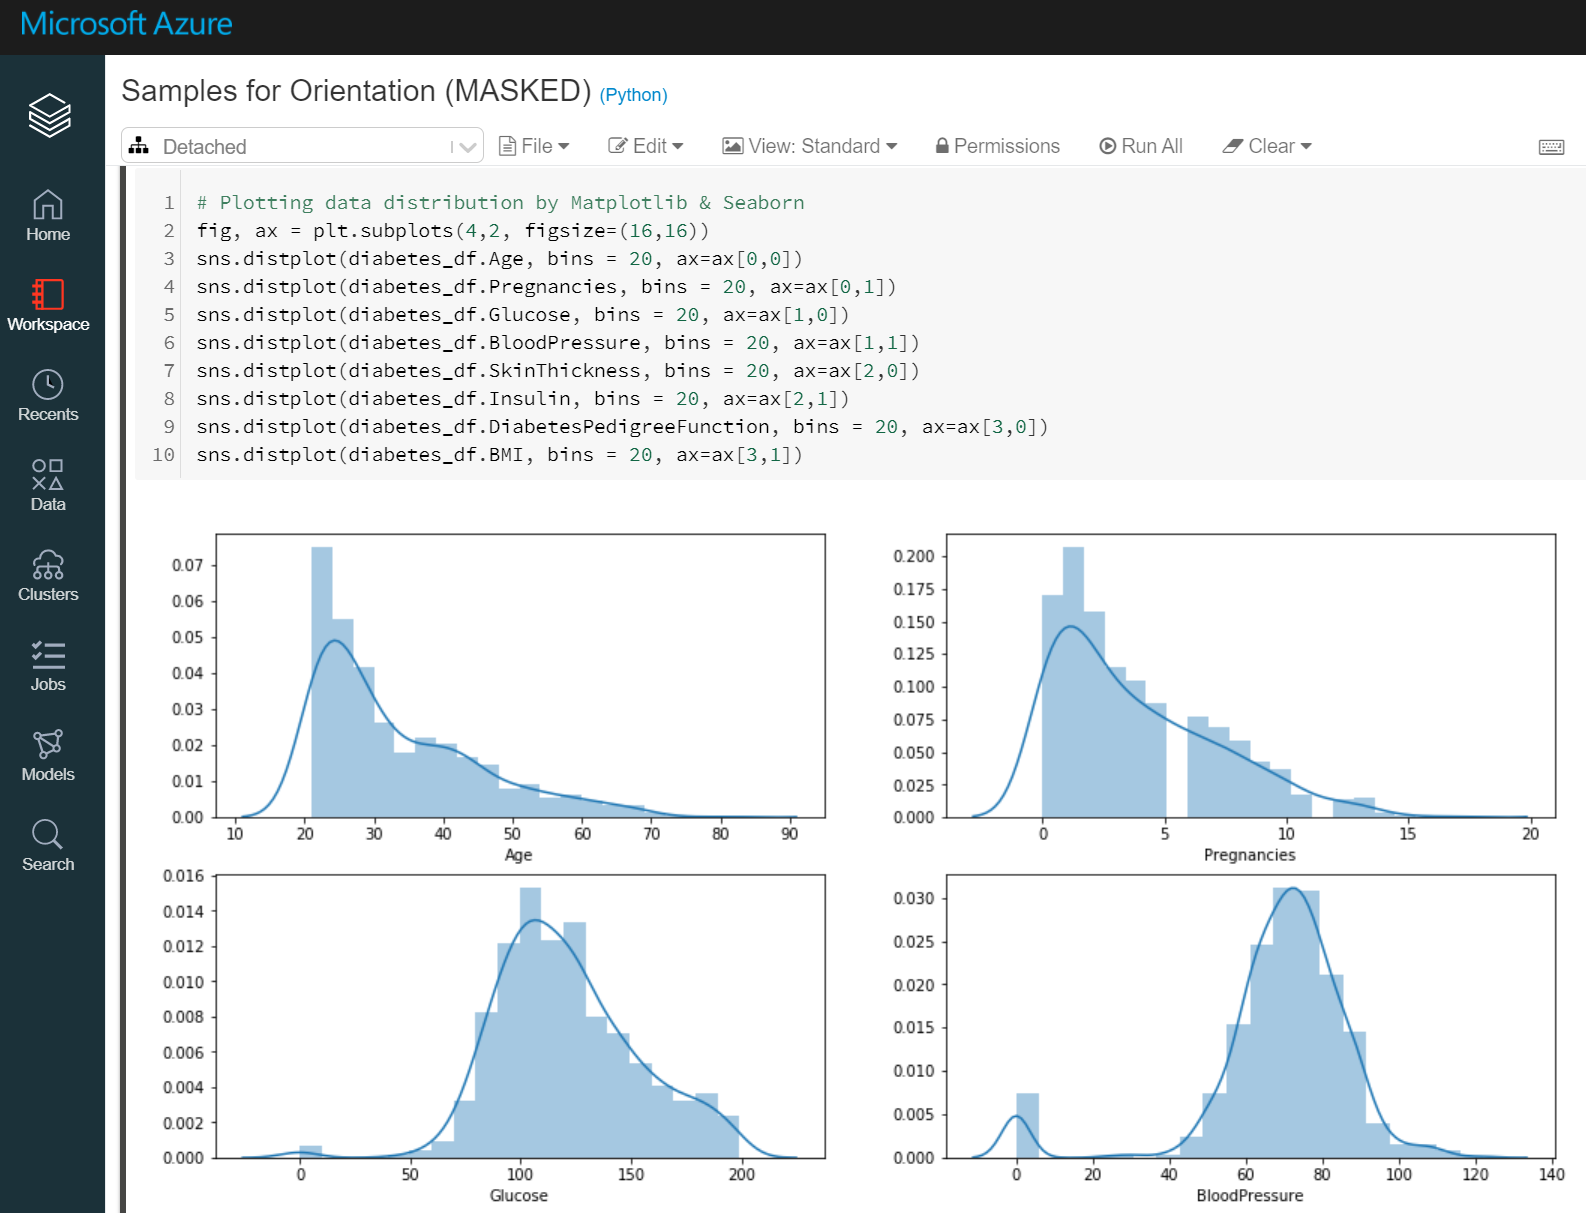 Microsoft Azure
Samples for Orientation (MASKED) (Python)
Detached
File
Edit
View: Standard
Permissions
Run All
Clear
Home
Workspace
Recents
Data
Clusters
Jobs
Models
Search
1 # Plotting data distribution by Matplotlib & Seaborn
2 fig, ax = plt.subplots(4,2, figsize=(16,16))
3 sns.distplot(diabetes_df.Age, bins = 20, ax=ax[0,0])
4 sns.distplot(diabetes_df.Pregnancies, bins = 20, ax=ax[0,1])
5 sns.distplot(diabetes_df.Glucose, bins = 20, ax=ax[1,0])
6 sns.distplot(diabetes_df.BloodPressure, bins = 20, ax=ax[1,1])
7 sns.distplot(diabetes_df.SkinThickness, bins = 20, ax=ax[2,0])
8 sns.distplot(diabetes_df.Insulin, bins = 20, ax=ax[2,1])
9 sns.distplot(diabetes_df.DiabetesPedigreeFunction, bins = 20, ax=ax[3,0])
10 sns.distplot(diabetes_df.BMI, bins = 20, ax=ax[3,1])
0.07
0.06
0.05
0.04
0.03
0.02
0.01
0.00
10 20 30 40 50 60 70 80 90
Age
0.200
0.175
0.150
0.125
0.100
0.075
0.050
0.025
0.000
0 5 10 15 20
Pregnancies
0.016
0.014
0.012
0.010
0.008
0.006
0.004
0.002
0.000
0 50 100 150 200
Glucose
0.030
0.025
0.020
0.015
0.010
0.005
0.000
0 20 40 60 80 100 120 140
BloodPressure